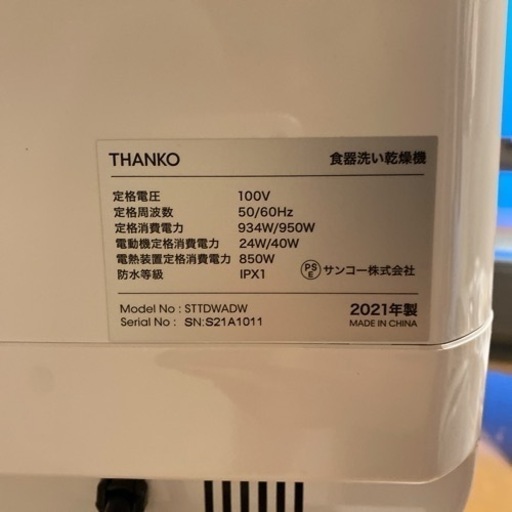 THANKO 食器洗い乾燥機
定格電圧 100V
定格周波数 50/60Hz
定格消費電力 934W/950W
電動機定格消費電力 24W/40W
電熱装置定格消費電力 850W
防水等級 IPX1 PSE サンコー株式会社
Model No : STTDWADW 2021年製
Serial No : SN:S21A1011 MADE IN CHINA